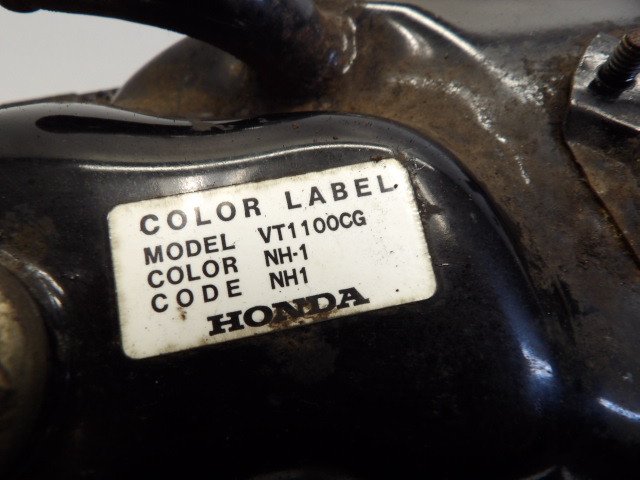 COLOR LABEL
MODEL VT1100CG
COLOR NH-1
CODE NH1
HONDA